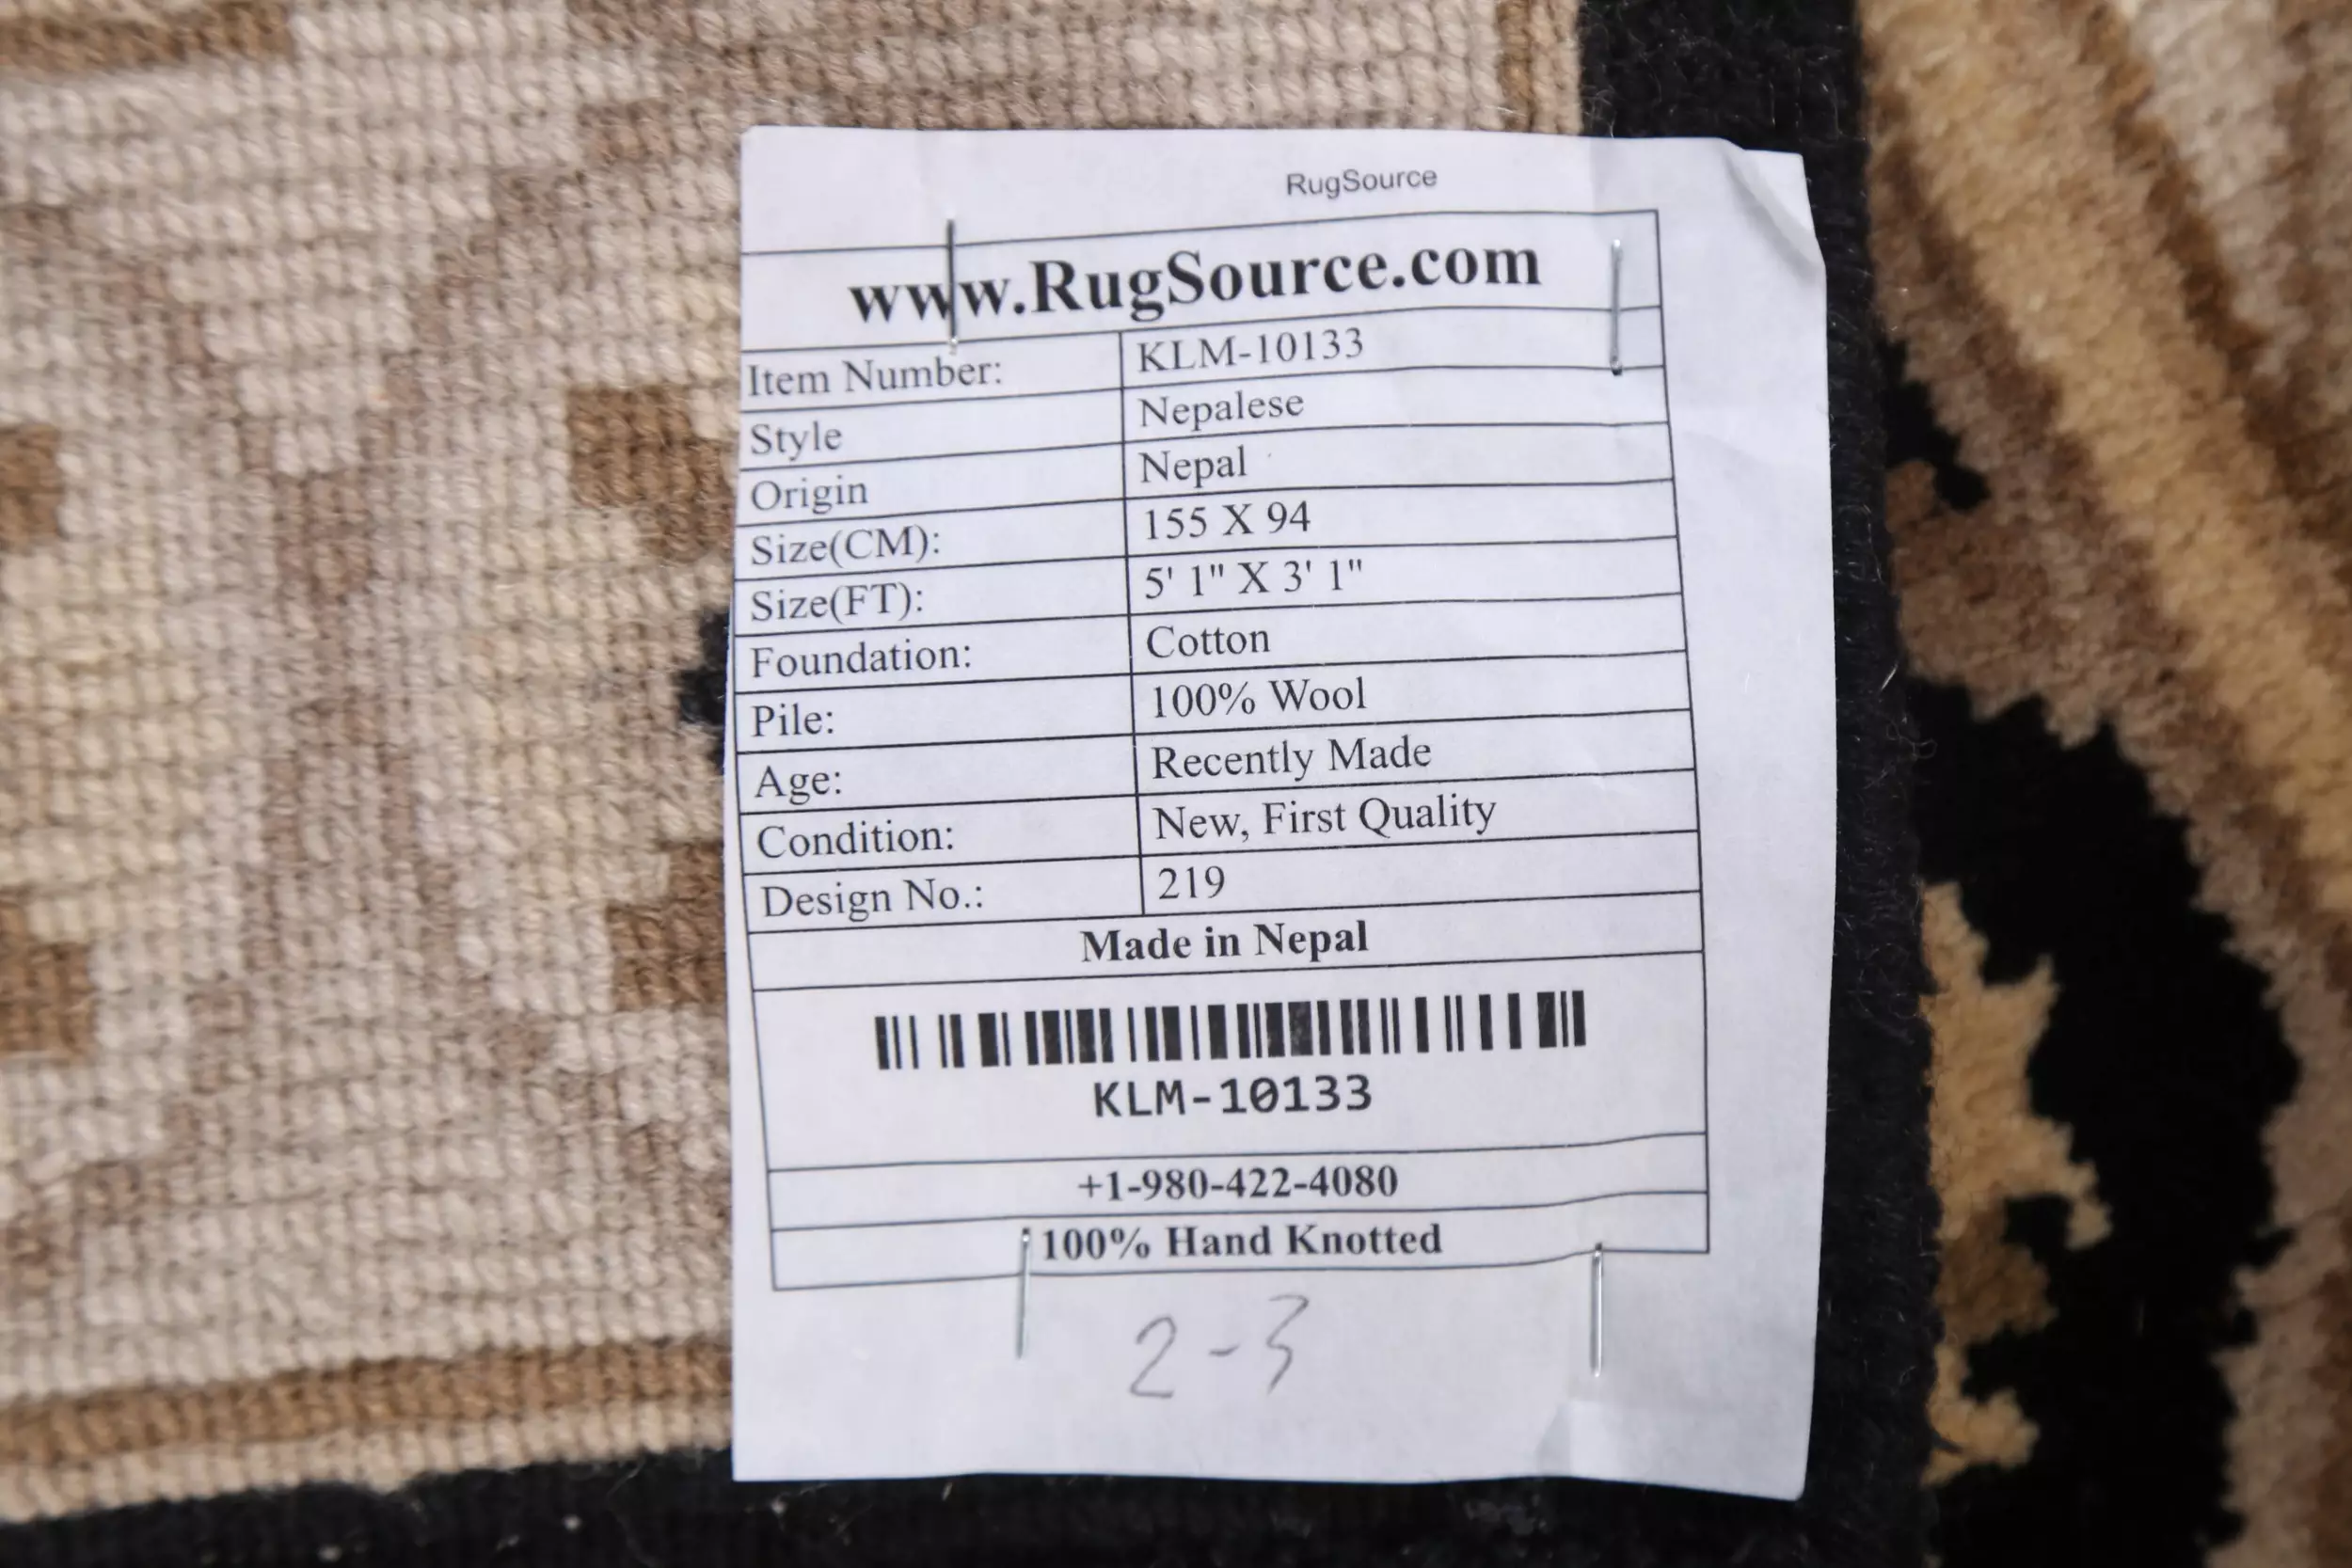 RugSource
www.RugSource.com
Item Number: KLM-10133
Style Nepalese
Origin Nepal
Size(CM): 155 X 94
Size(FT): 5' 1" X 3' 1"
Foundation: Cotton
Pile: 100% Wool
Age: Recently Made
Condition: New, First Quality
Design No.: 219
Made in Nepal
KLM-10133
+1-980-422-4080
100% Hand Knotted
2-3